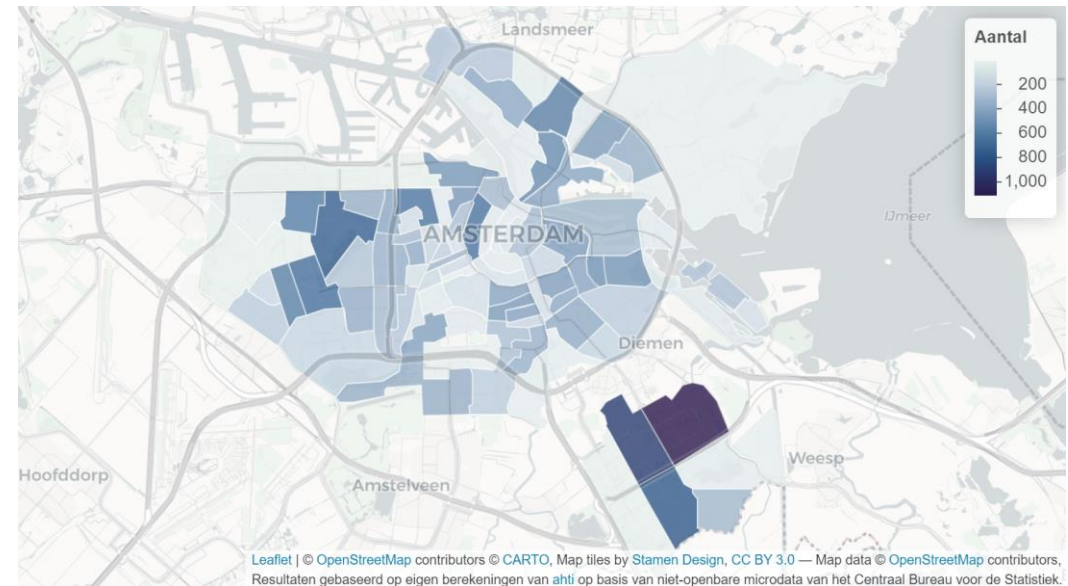 Landsmeer
Aantal
200
400
600
800
1,000
IJmeer
AMSTERDAM
Diemen
Weesp
Hoofddorp
Amstelveen
Leaflet | © OpenStreetMap contributors © CARTO, Map tiles by Stamen Design, CC BY 3.0 — Map data © OpenStreetMap contributors,
Resultaten gebaseerd op eigen berekeningen van ahti op basis van niet-openbare microdata van het Centraal Bureau voor de Statistiek.